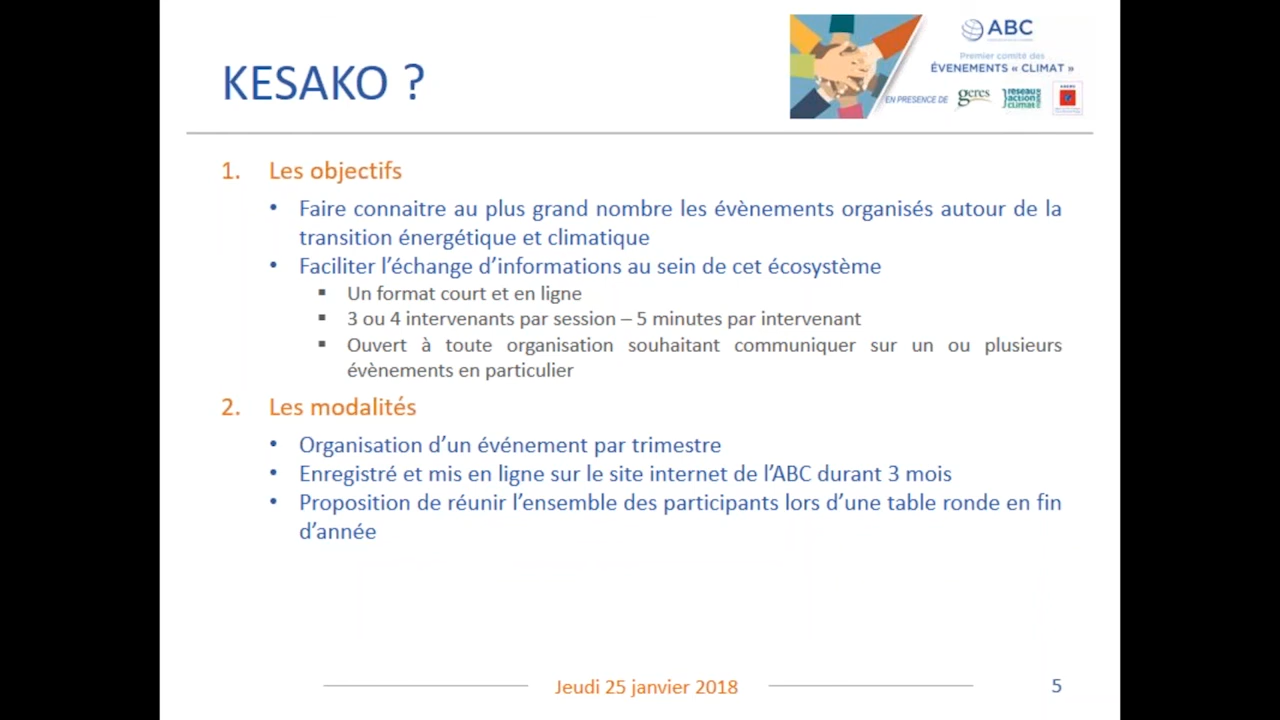 KESAKO ?
ABC
Premier comité des
ÉVENEMENTS « CLIMAT »
EN PRESENCE DE
geres
réseau
action
climat
1. Les objectifs
• Faire connaitre au plus grand nombre les évènements organisés autour de la
transition énergétique et climatique
• Faciliter l’échange d’informations au sein de cet écosystème
▪ Un format court et en ligne
▪ 3 ou 4 intervenants par session – 5 minutes par intervenant
▪ Ouvert à toute organisation souhaitant communiquer sur un ou plusieurs
évènements en particulier
2. Les modalités
• Organisation d’un événement par trimestre
• Enregistré et mis en ligne sur le site internet de l’ABC durant 3 mois
• Proposition de réunir l’ensemble des participants lors d’une table ronde en fin
d’année
Jeudi 25 janvier 2018
5